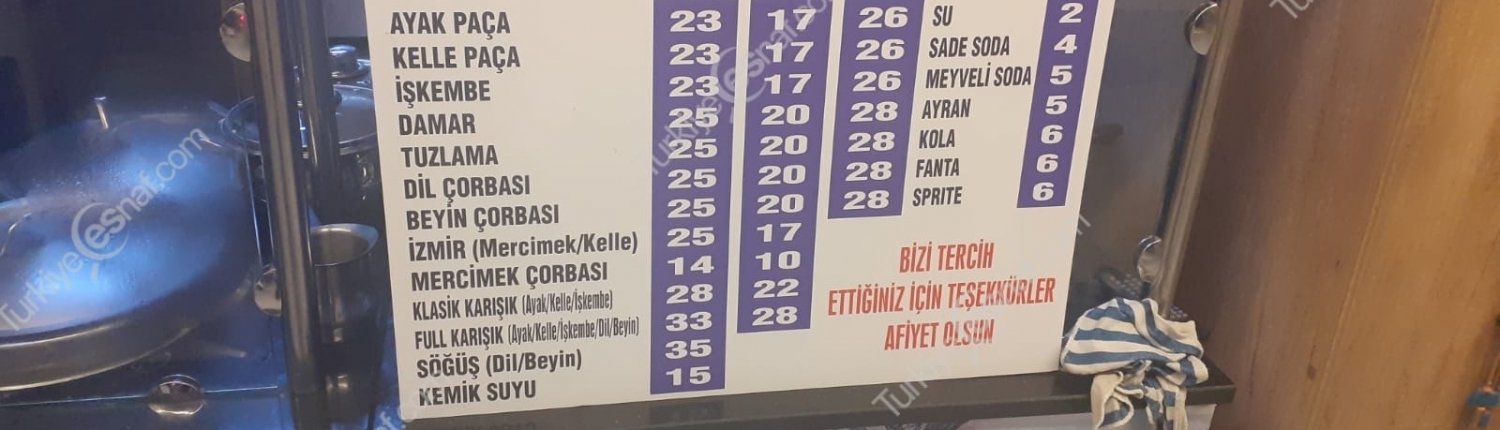 AYAK PAÇA 23 17 26 SU 2
KELLE PAÇA 23 17 26 SADE SODA 4
İŞKEMBE 23 17 26 MEYVELİ SODA 5
DAMAR 25 20 28 AYRAN 5
TUZLAMA 25 20 28 KOLA 6
DİL ÇORBASI 25 20 28 FANTA 6
BEYİN ÇORBASI 25 20 28 SPRITE 6
İZMİR (Mercimek/Kelle) 25 17
MERCİMEK ÇORBASI 14 10
KLASİK KARIŞIK (Ayak/Kelle/İşkembe) 28 22
FULL KARIŞIK (Ayak/Kelle/İşkembe/Dil/Beyin) 33 28
SÖĞÜŞ (Dil/Beyin) 35
KEMİK SUYU 15
BİZİ TERCİH
ETTİĞİNİZ İÇİN TEŞEKKÜRLER
AFİYET OLSUN
Turkiye esnaf.com